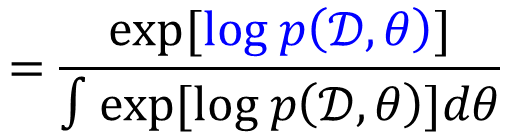 = exp[log p(𝒟, θ)] / ∫ exp[log p(𝒟, θ)]dθ